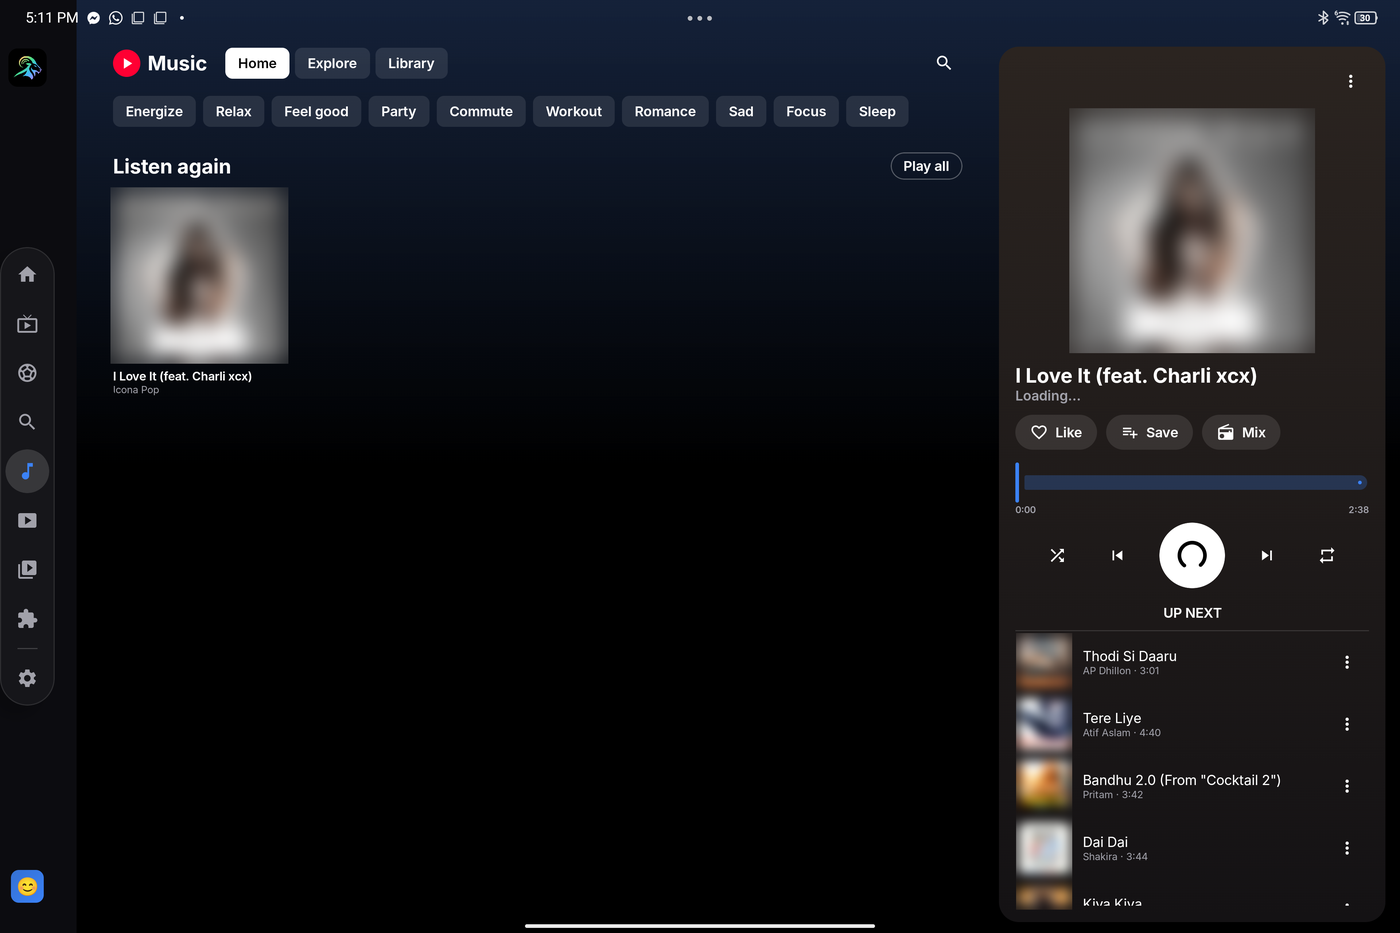 5:11 PM
30
Music
Home
Explore
Library
Energize
Relax
Feel good
Party
Commute
Workout
Romance
Sad
Focus
Sleep
Listen again
Play all
I Love It (feat. Charli xcx)
Icona Pop
I Love It (feat. Charli xcx)
Loading...
Like
Save
Mix
0:00
2:38
UP NEXT
Thodi Si Daaru
AP Dhillon · 3:01
Tere Liye
Atif Aslam · 4:40
Bandhu 2.0 (From "Cocktail 2")
Pritam · 3:42
Dai Dai
Shakira · 3:44
Kiya Kiya